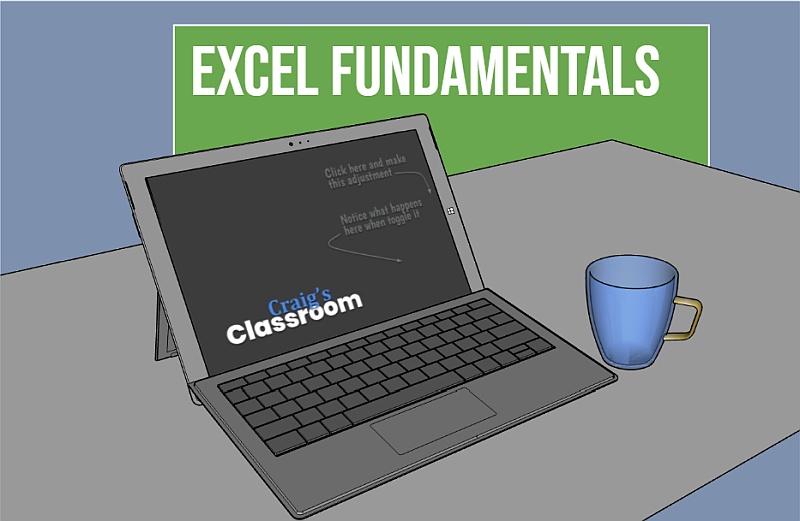 EXCEL FUNDAMENTALS
Click here and make
this adjustment
Notice what happens
here when toggle it
Craig's
Classroom